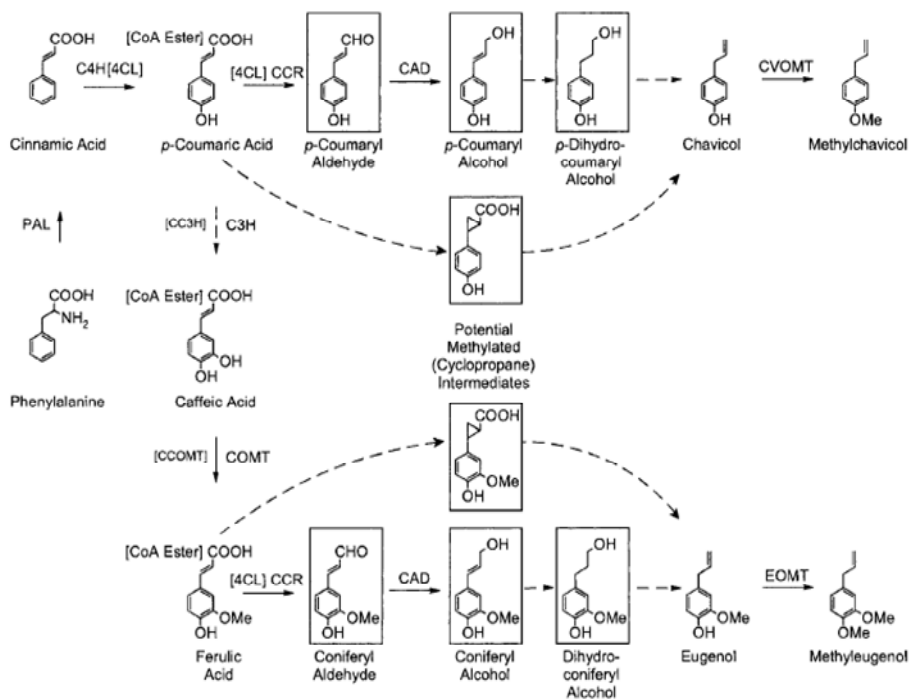 COOH
[CoA Ester] COOH
CHO
OH
OH
C4H[4CL]
[4CL] CCR
CAD
CVOMT
OH
OH
OH
OH
OH
OMe
Cinnamic Acid
p-Coumaric Acid
p-Coumaryl
Aldehyde
p-Coumaryl
Alcohol
p-Dihydro-
coumaryl
Alcohol
Chavicol
Methylchavicol
PAL
[CC3H] C3H
COOH
OH
COOH
NH2
Phenylalanine
[CoA Ester] COOH
OH
OH
Caffeic Acid
Potential
Methylated
(Cyclopropane)
Intermediates
[CCOMT] COMT
COOH
OMe
OH
[CoA Ester] COOH
CHO
OH
OH
[4CL] CCR
CAD
EOMT
OMe
OH
OMe
OH
OMe
OH
OMe
OH
OMe
OH
OMe
OMe
Ferulic
Acid
Coniferyl
Aldehyde
Coniferyl
Alcohol
Dihydro-
coniferyl
Alcohol
Eugenol
Methyleugenol